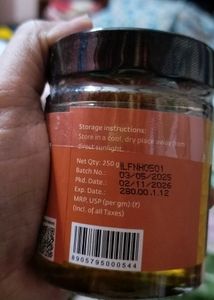 Storage instructions:
Store in a cool, dry place away from
direct sunlight.
Net Qty: 250 g
Batch No.: ILFNH0501
Pkd. Date.: 03/05/2025
Exp. Date.: 02/11/2026
MRP, USP (per gm) (₹) 280.00,1.12
(Incl. of all Taxes)
8905795000544